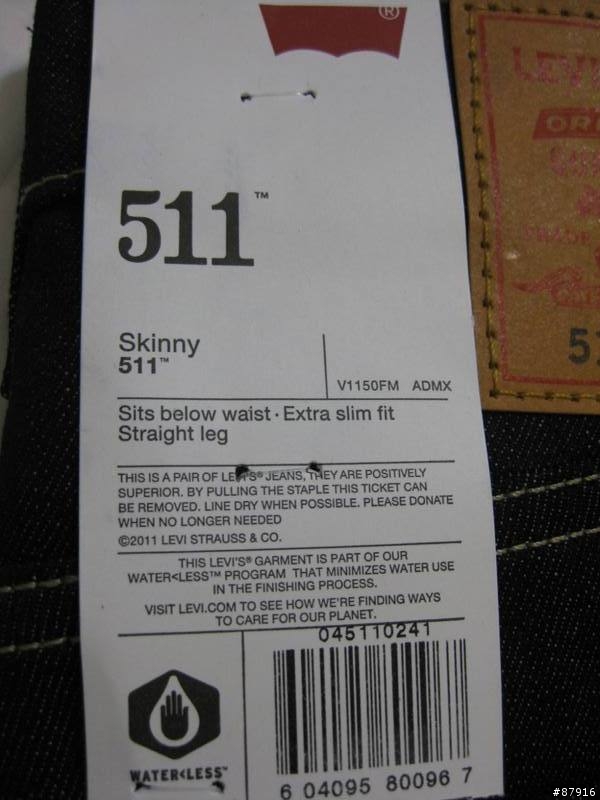 ®
511™
Skinny
511™
V1150FM ADMX
Sits below waist · Extra slim fit
Straight leg
THIS IS A PAIR OF LEVI'S® JEANS, THEY ARE POSITIVELY
SUPERIOR. BY PULLING THE STAPLE THIS TICKET CAN
BE REMOVED. LINE DRY WHEN POSSIBLE. PLEASE DONATE
WHEN NO LONGER NEEDED
©2011 LEVI STRAUSS & CO.
THIS LEVI'S® GARMENT IS PART OF OUR
WATER<LESS™ PROGRAM THAT MINIMIZES WATER USE
IN THE FINISHING PROCESS.
VISIT LEVI.COM TO SEE HOW WE'RE FINDING WAYS
TO CARE FOR OUR PLANET.
045110241
WATER<LESS™
6 04095 80096 7
LEVI
OR
TRADE
5
#87916